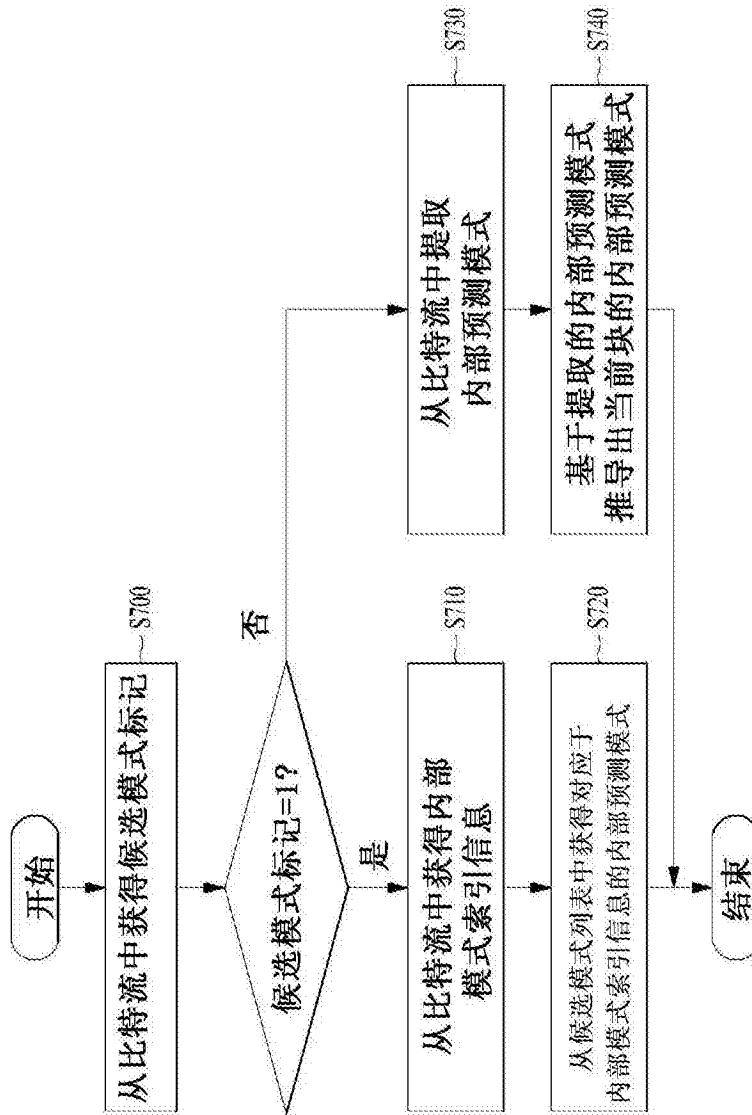 开始
从比特流中获得候选模式标记
S700
候选模式标记=1?
否
是
从比特流中获得内部
模式索引信息
S710
从候选模式列表中获得对应于
内部模式索引信息的内部预测模式
S720
从比特流中提取
内部预测模式
S730
基于提取的内部预测模式
推导出当前块的内部预测模式
S740
结束